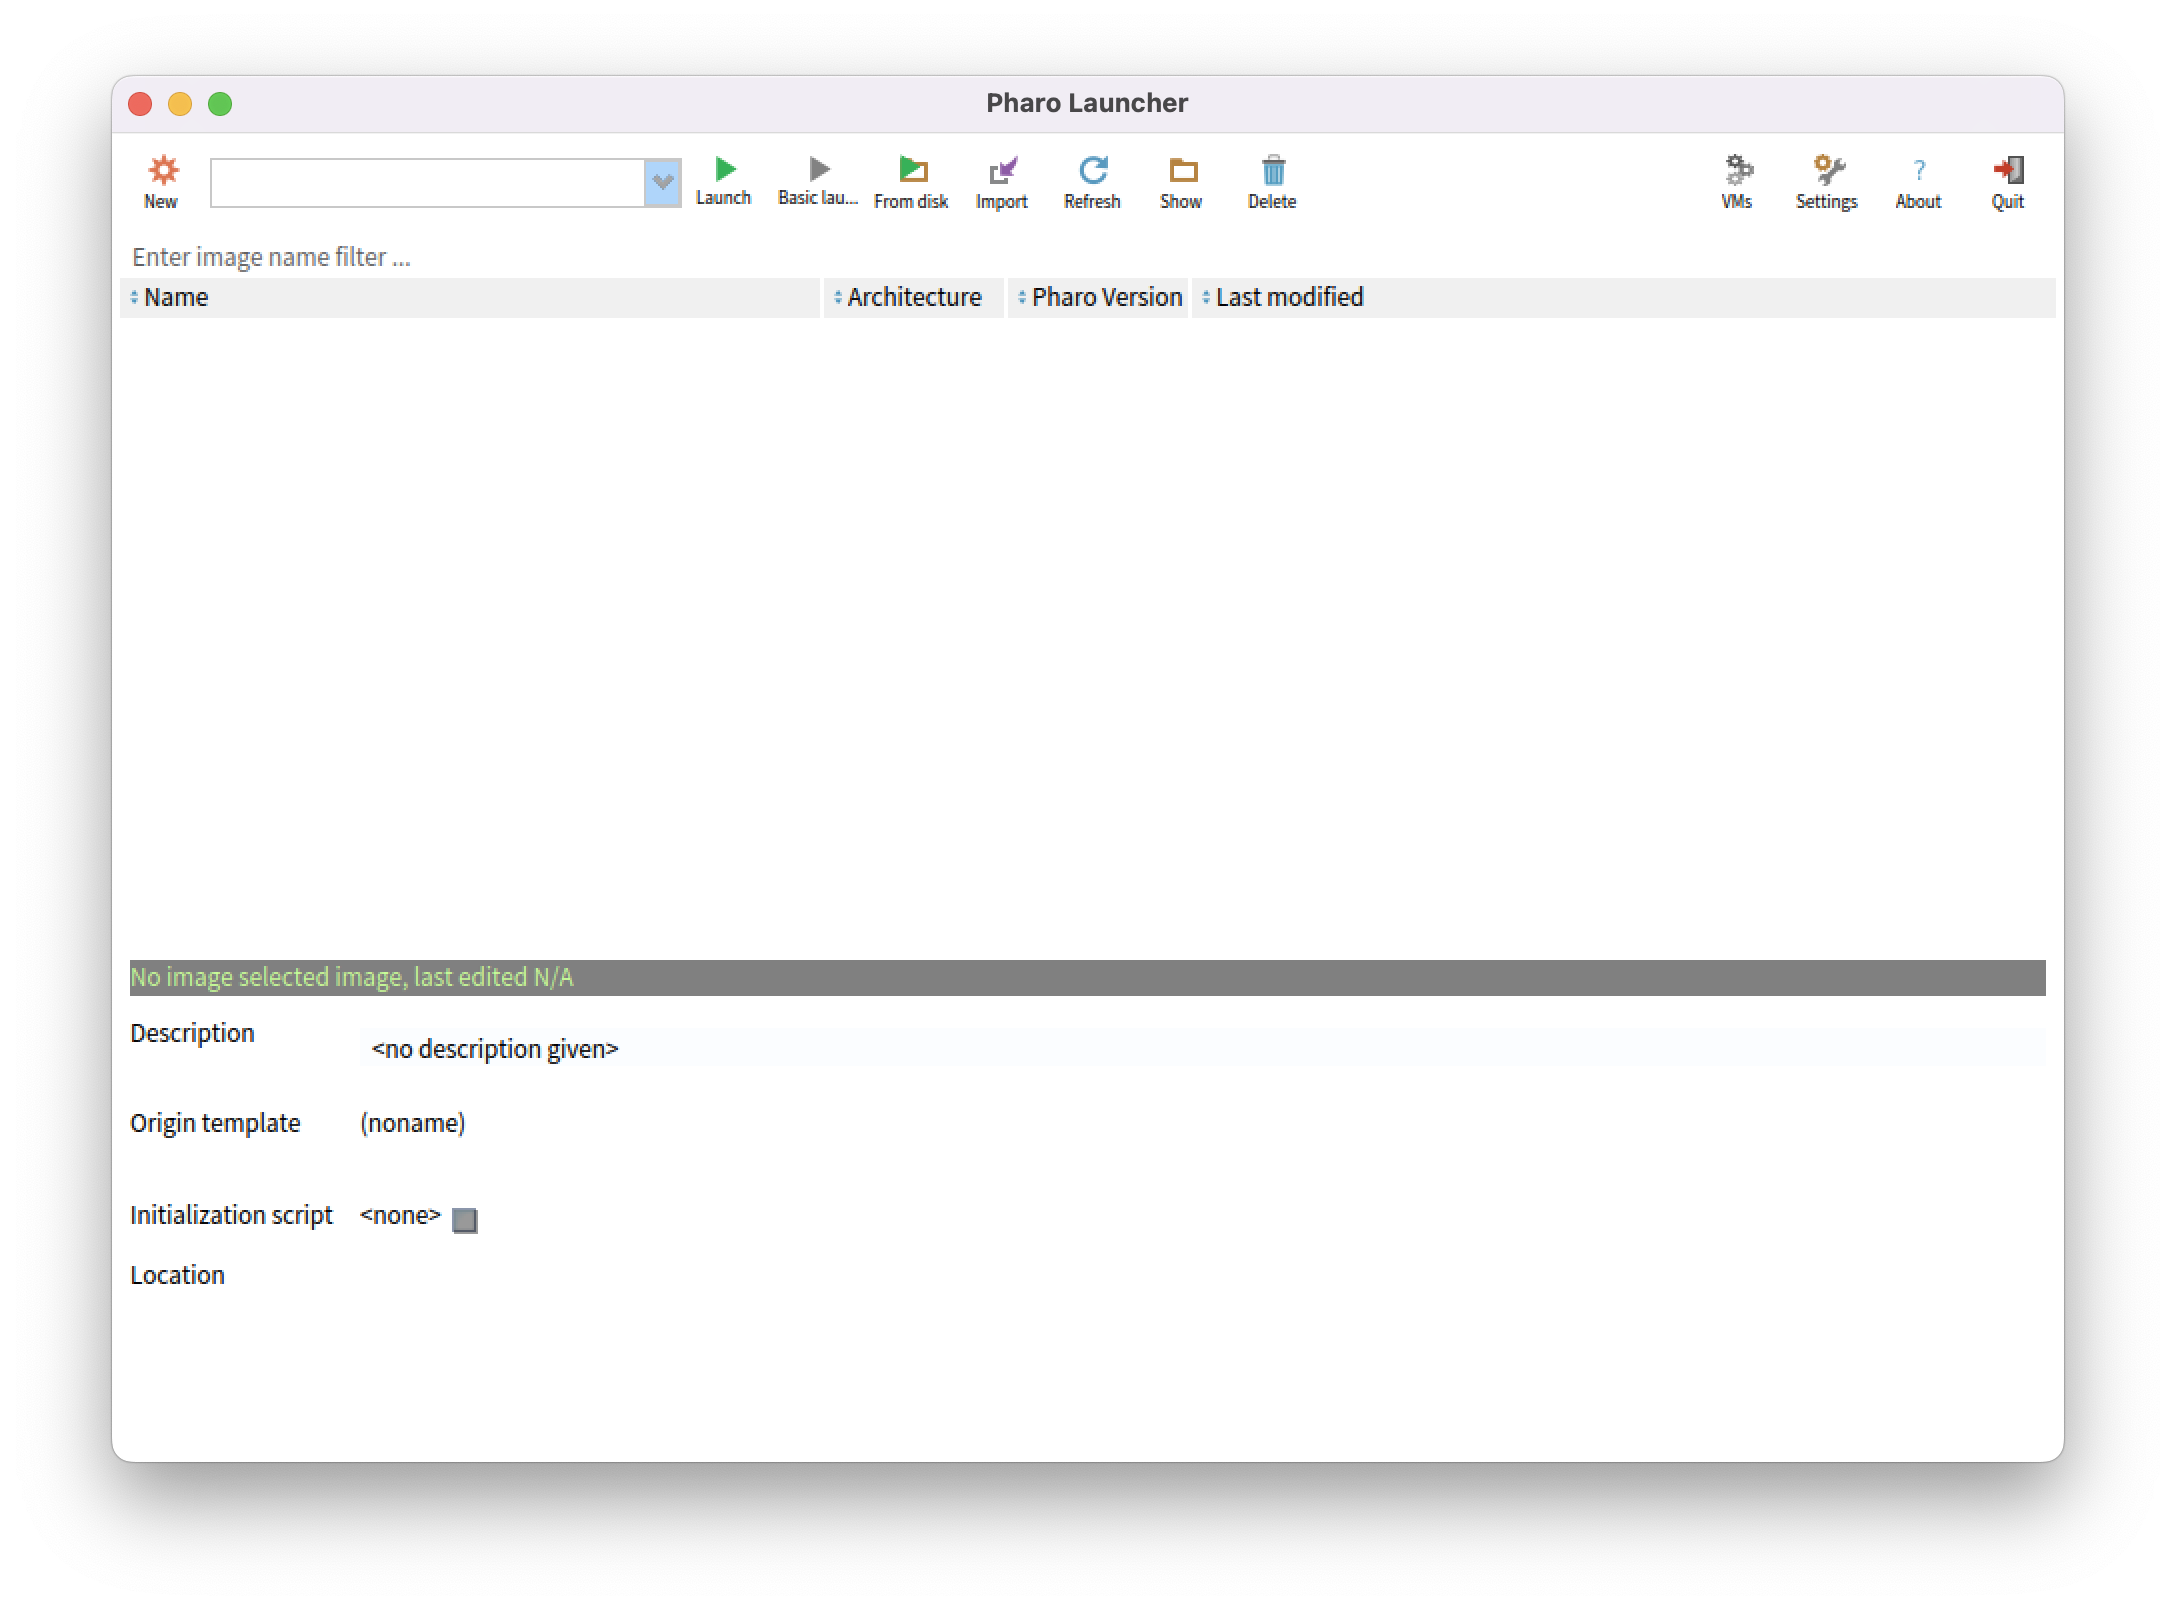 Pharo Launcher
New Launch Basic lau... From disk Import Refresh Show Delete VMs Settings About Quit
Enter image name filter ...
Name Architecture Pharo Version Last modified
No image selected image, last edited N/A
Description <no description given>
Origin template (noname)
Initialization script <none>
Location